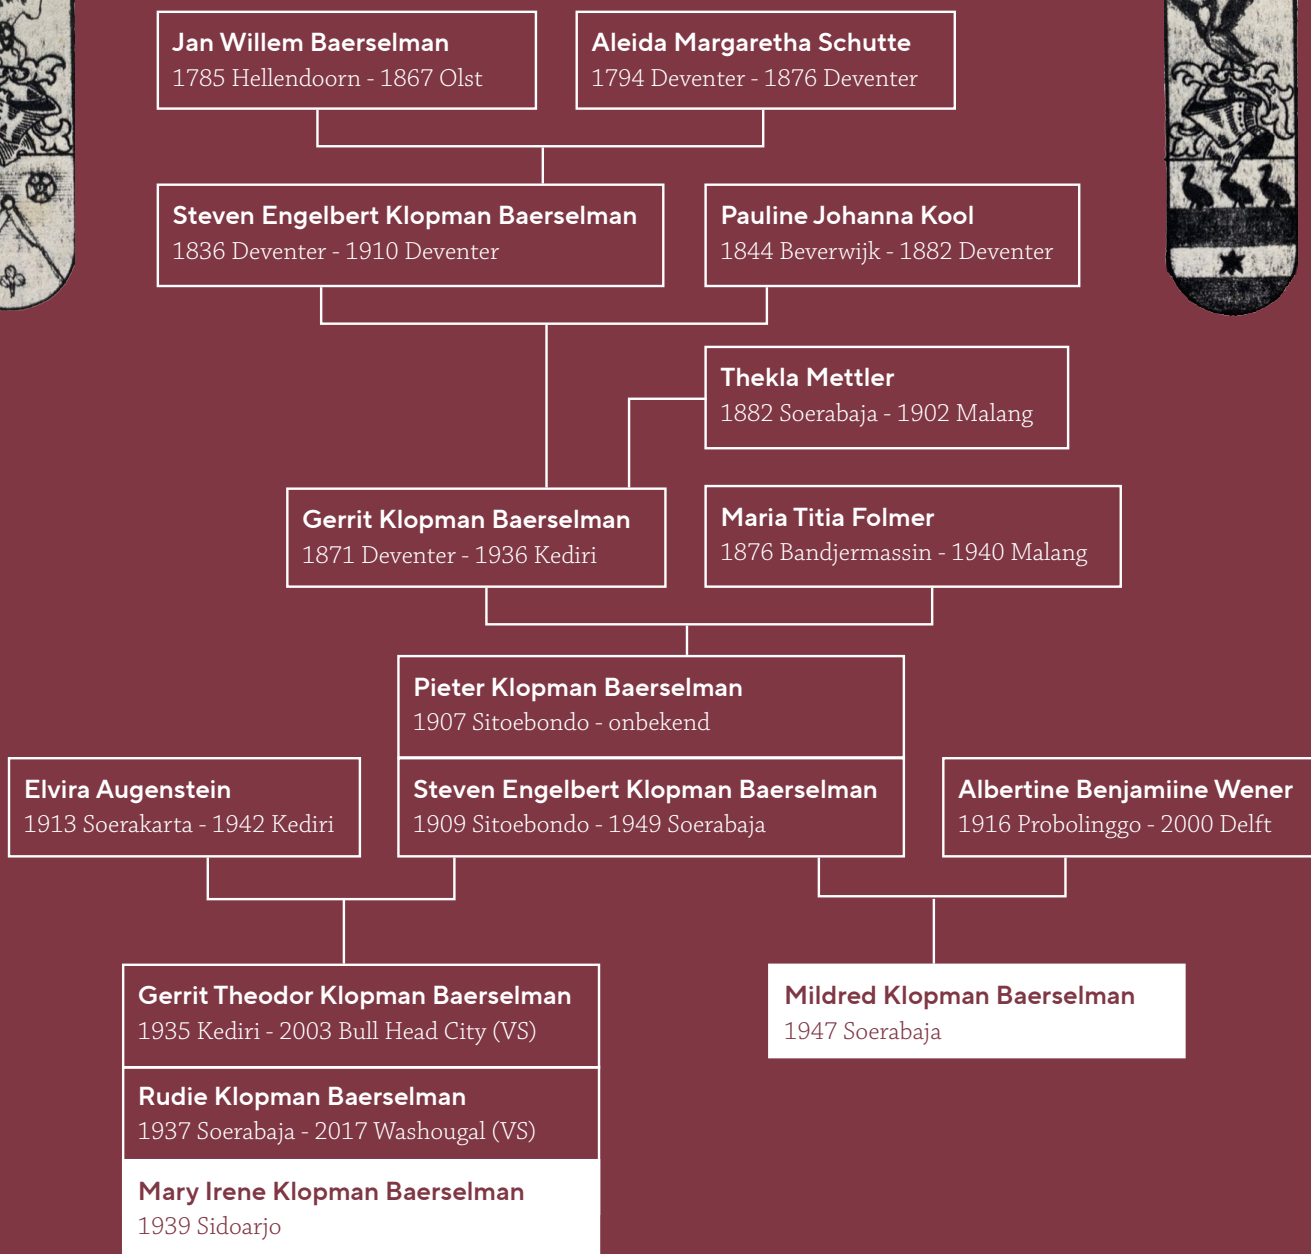 Jan Willem Baerselman
1785 Hellendoorn - 1867 Olst
Aleida Margaretha Schutte
1794 Deventer - 1876 Deventer
Steven Engelbert Klopman Baerselman
1836 Deventer - 1910 Deventer
Pauline Johanna Kool
1844 Beverwijk - 1882 Deventer
Thekla Mettler
1882 Soerabaja - 1902 Malang
Gerrit Klopman Baerselman
1871 Deventer - 1936 Kediri
Maria Titia Folmer
1876 Bandjermassin - 1940 Malang
Pieter Klopman Baerselman
1907 Sitoebondo - onbekend
Elvira Augenstein
1913 Soerakarta - 1942 Kediri
Steven Engelbert Klopman Baerselman
1909 Sitoebondo - 1949 Soerabaja
Albertine Benjamiine Wener
1916 Probolinggo - 2000 Delft
Gerrit Theodor Klopman Baerselman
1935 Kediri - 2003 Bull Head City (VS)
Rudie Klopman Baerselman
1937 Soerabaja - 2017 Washougal (VS)
Mary Irene Klopman Baerselman
1939 Sidoarjo
Mildred Klopman Baerselman
1947 Soerabaja